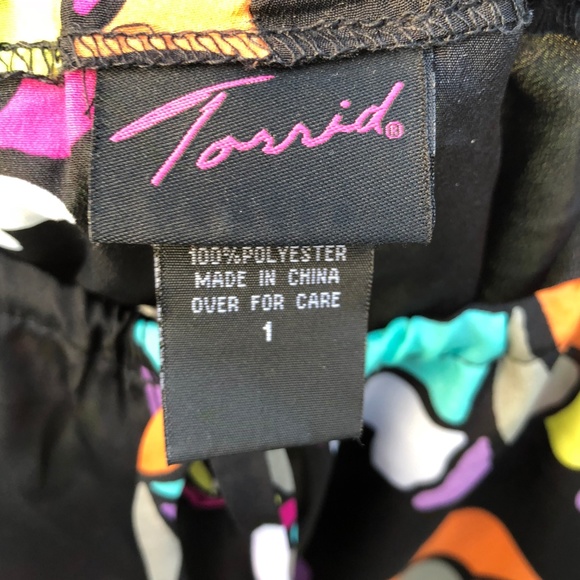 Torrid®
100%POLYESTER
MADE IN CHINA
OVER FOR CARE
1